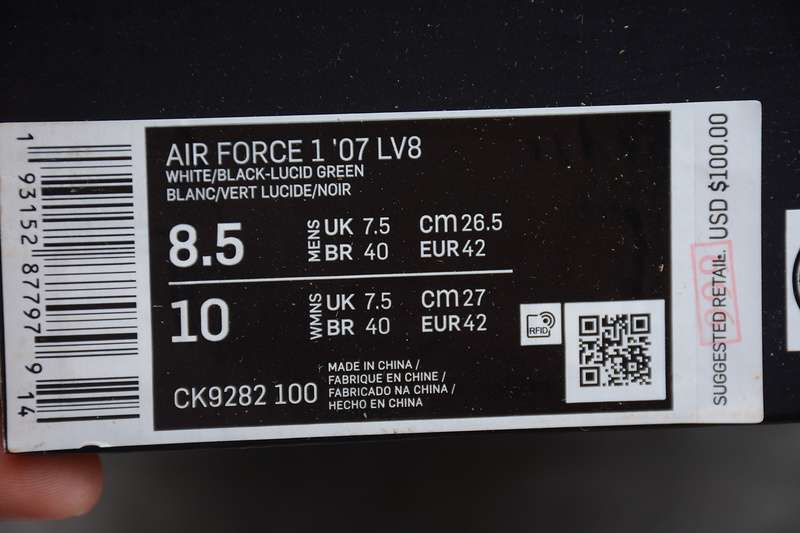 AIR FORCE 1 '07 LV8
WHITE/BLACK-LUCID GREEN
BLANC/VERT LUCIDE/NOIR
8.5 MENS UK 7.5 CM 26.5
BR 40 EUR 42
10 WMNS UK 7.5 CM 27
BR 40 EUR 42
RFID
CK9282 100
MADE IN CHINA /
FABRIQUE EN CHINE /
FABRICADO NA CHINA /
HECHO EN CHINA
1 93152 87797 9 14
SUGGESTED RETAIL. USD $100.00